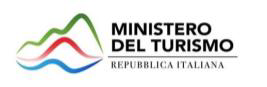 MINISTERO
DEL TURISMO
REPUBBLICA ITALIANA